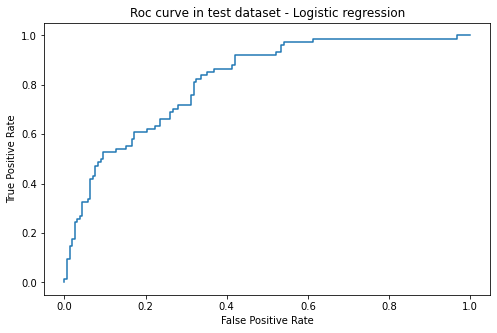 Roc curve in test dataset - Logistic regression
1.0
0.8
0.6
0.4
0.2
0.0
True Positive Rate
0.0 0.2 0.4 0.6 0.8 1.0
False Positive Rate